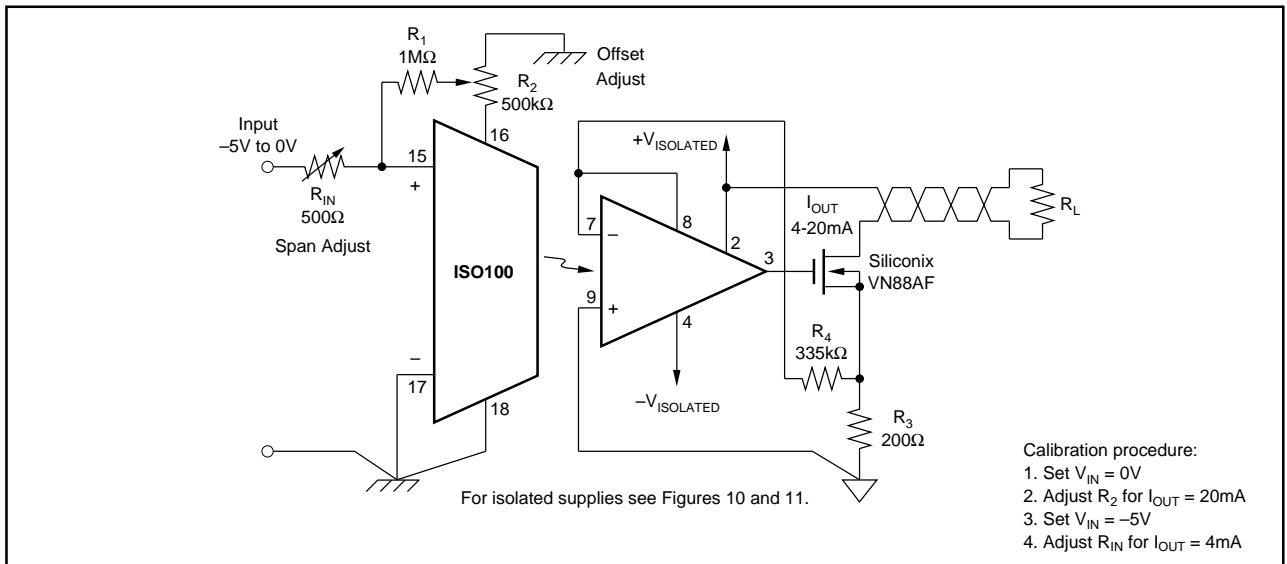 R1
1MΩ
Offset
Adjust
R2
500kΩ
Input
–5V to 0V
16
15
+
RIN
500Ω
Span Adjust
ISO100
–
17
18
+VISOLATED
7
–
8
2
IOUT
4-20mA
RL
3
Siliconix
VN88AF
9
+
4
R4
335kΩ
–VISOLATED
R3
200Ω
For isolated supplies see Figures 10 and 11.
Calibration procedure:
1. Set VIN = 0V
2. Adjust R2 for IOUT = 20mA
3. Set VIN = –5V
4. Adjust RIN for IOUT = 4mA